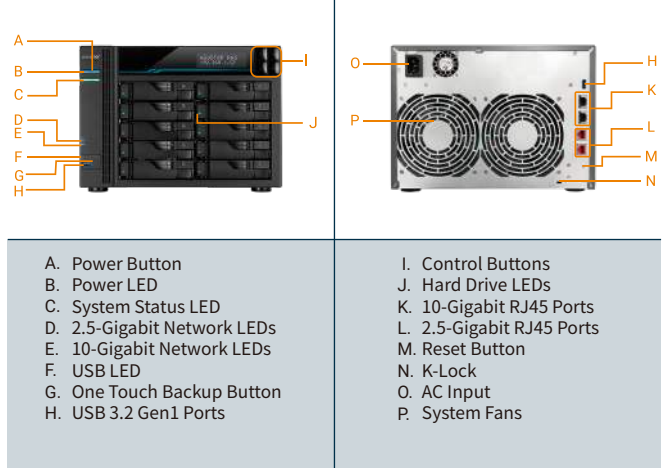 A
B
C
D
E
F
G
H
I
J
O
P
H
K
L
M
N
A. Power Button
B. Power LED
C. System Status LED
D. 2.5-Gigabit Network LEDs
E. 10-Gigabit Network LEDs
F. USB LED
G. One Touch Backup Button
H. USB 3.2 Gen1 Ports
I. Control Buttons
J. Hard Drive LEDs
K. 10-Gigabit RJ45 Ports
L. 2.5-Gigabit RJ45 Ports
M. Reset Button
N. K-Lock
O. AC Input
P. System Fans